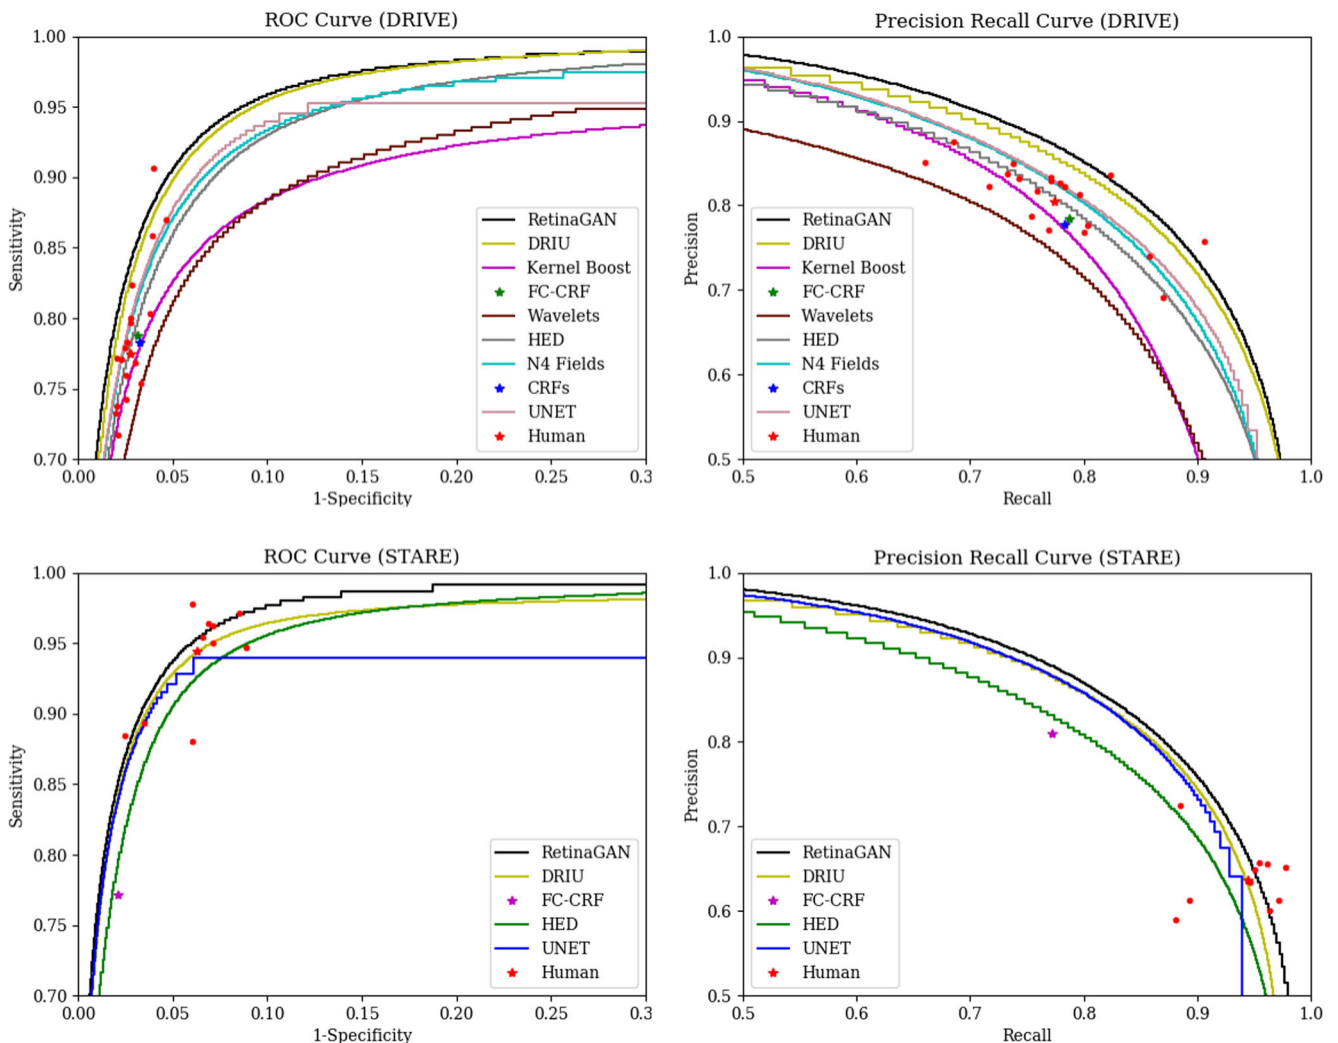 ROC Curve (DRIVE)
1.00
0.95
0.90
0.85
0.80
0.75
0.70
Sensitivity
RetinaGAN
DRIU
Kernel Boost
FC-CRF
Wavelets
HED
N4 Fields
CRFs
UNET
Human
0.00 0.05 0.10 0.15 0.20 0.25 0.3
1-Specificity
Precision Recall Curve (DRIVE)
1.0
0.9
0.8
0.7
0.6
0.5
Precision
RetinaGAN
DRIU
Kernel Boost
FC-CRF
Wavelets
HED
N4 Fields
CRFs
UNET
Human
0.5 0.6 0.7 0.8 0.9 1.0
Recall
ROC Curve (STARE)
1.00
0.95
0.90
0.85
0.80
0.75
0.70
Sensitivity
RetinaGAN
DRIU
FC-CRF
HED
UNET
Human
0.00 0.05 0.10 0.15 0.20 0.25 0.3
1-Specificity
Precision Recall Curve (STARE)
1.0
0.9
0.8
0.7
0.6
0.5
Precision
RetinaGAN
DRIU
FC-CRF
HED
UNET
Human
0.5 0.6 0.7 0.8 0.9 1.0
Recall